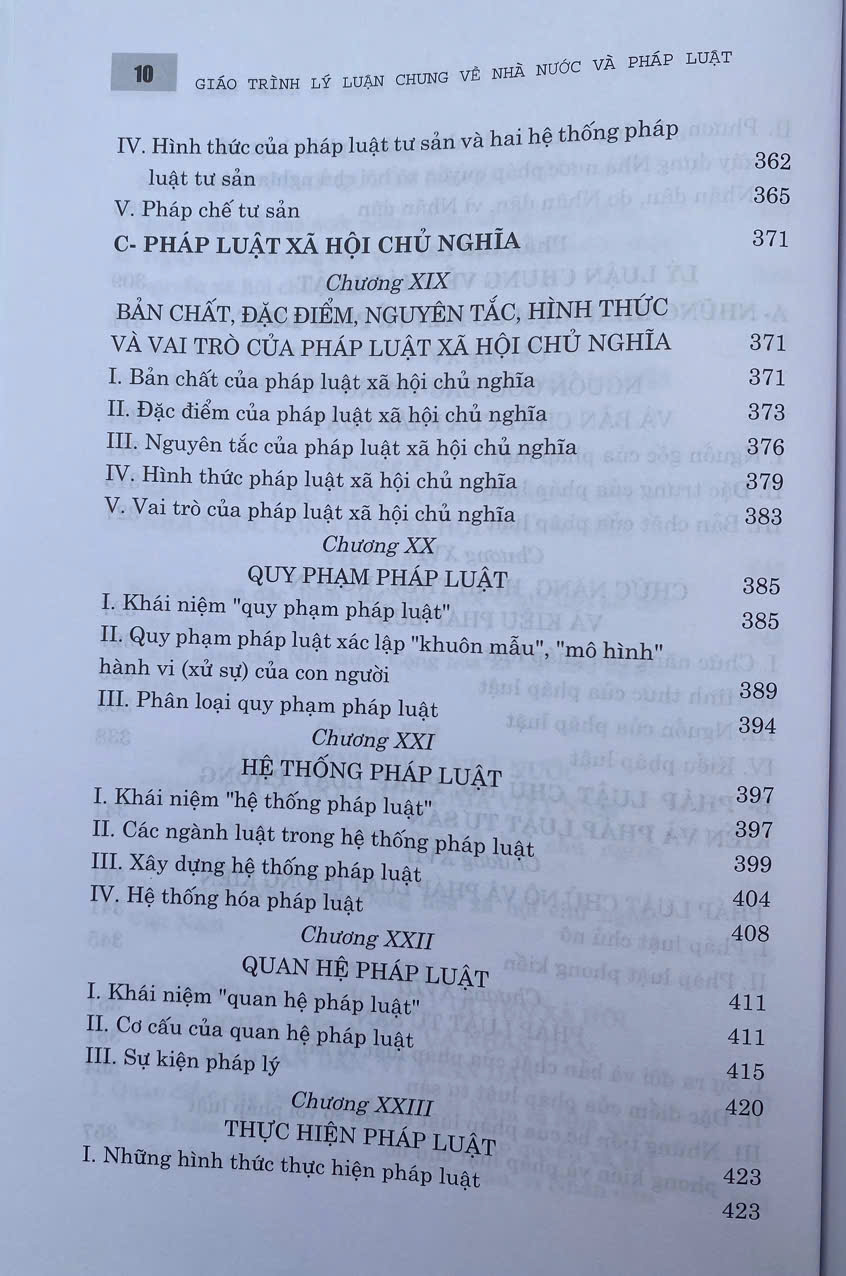 10 GIÁO TRÌNH LÝ LUẬN CHUNG VỀ NHÀ NƯỚC VÀ PHÁP LUẬT
IV. Hình thức của pháp luật tư sản và hai hệ thống pháp
luật tư sản 362
V. Pháp chế tư sản 365
C- PHÁP LUẬT XÃ HỘI CHỦ NGHĨA 371
Chương XIX
BẢN CHẤT, ĐẶC ĐIỂM, NGUYÊN TẮC, HÌNH THỨC
VÀ VAI TRÒ CỦA PHÁP LUẬT XÃ HỘI CHỦ NGHĨA 371
I. Bản chất của pháp luật xã hội chủ nghĩa 371
II. Đặc điểm của pháp luật xã hội chủ nghĩa 373
III. Nguyên tắc của pháp luật xã hội chủ nghĩa 376
IV. Hình thức pháp luật xã hội chủ nghĩa 379
V. Vai trò của pháp luật xã hội chủ nghĩa 383
Chương XX
QUY PHẠM PHÁP LUẬT 385
I. Khái niệm "quy phạm pháp luật" 385
II. Quy phạm pháp luật xác lập "khuôn mẫu", "mô hình"
hành vi (xử sự) của con người 389
III. Phân loại quy phạm pháp luật 394
Chương XXI
HỆ THỐNG PHÁP LUẬT 397
I. Khái niệm "hệ thống pháp luật" 397
II. Các ngành luật trong hệ thống pháp luật 399
III. Xây dựng hệ thống pháp luật 404
IV. Hệ thống hóa pháp luật 408
Chương XXII
QUAN HỆ PHÁP LUẬT 411
I. Khái niệm "quan hệ pháp luật" 411
II. Cơ cấu của quan hệ pháp luật 415
III. Sự kiện pháp lý 420
Chương XXIII
THỰC HIỆN PHÁP LUẬT 423
I. Những hình thức thực hiện pháp luật 423